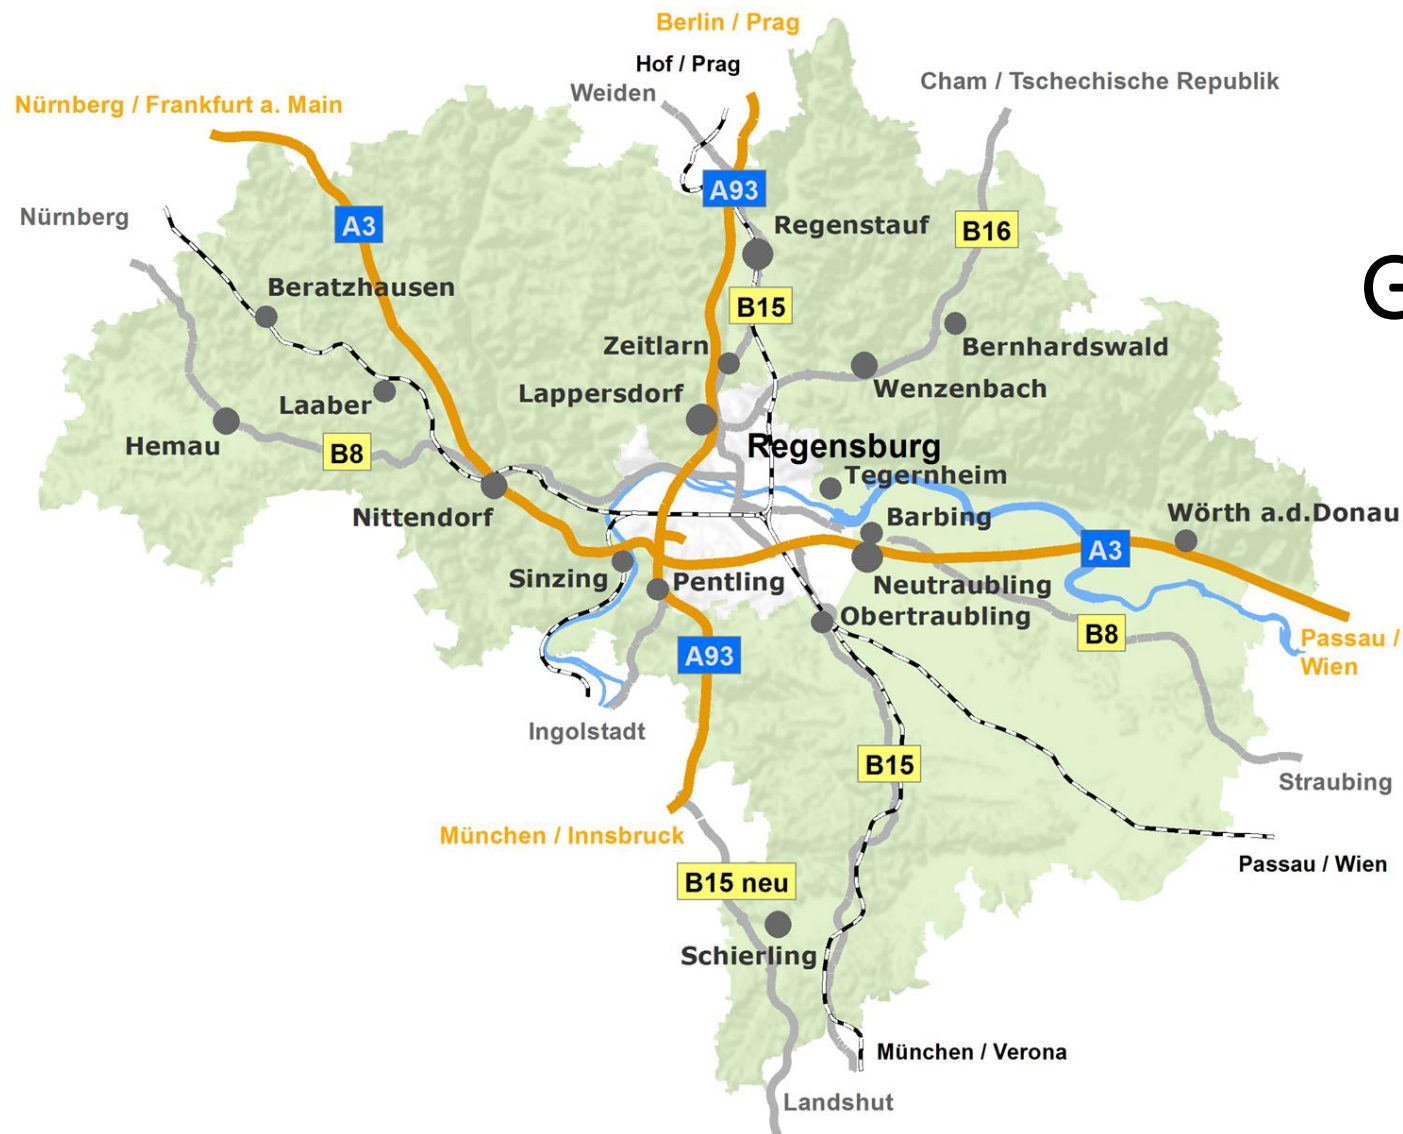 Berlin / Prag
Hof / Prag
Weiden
Cham / Tschechische Republik
Nürnberg / Frankfurt a. Main
A93
Nürnberg
A3
Regenstauf
B16
Beratzhausen
B15
Zeitlarn
Bernhardswald
Lappersdorf
Wenzenbach
Laaber
Hemau
B8
Regensburg
Tegernheim
Nittendorf
Barbing
Wörth a.d.Donau
A3
Sinzing
Pentling
Neutraubling
Obertraubling
B8
Passau /
Wien
A93
Ingolstadt
B15
Straubing
München / Innsbruck
Passau / Wien
B15 neu
Schierling
München / Verona
Landshut